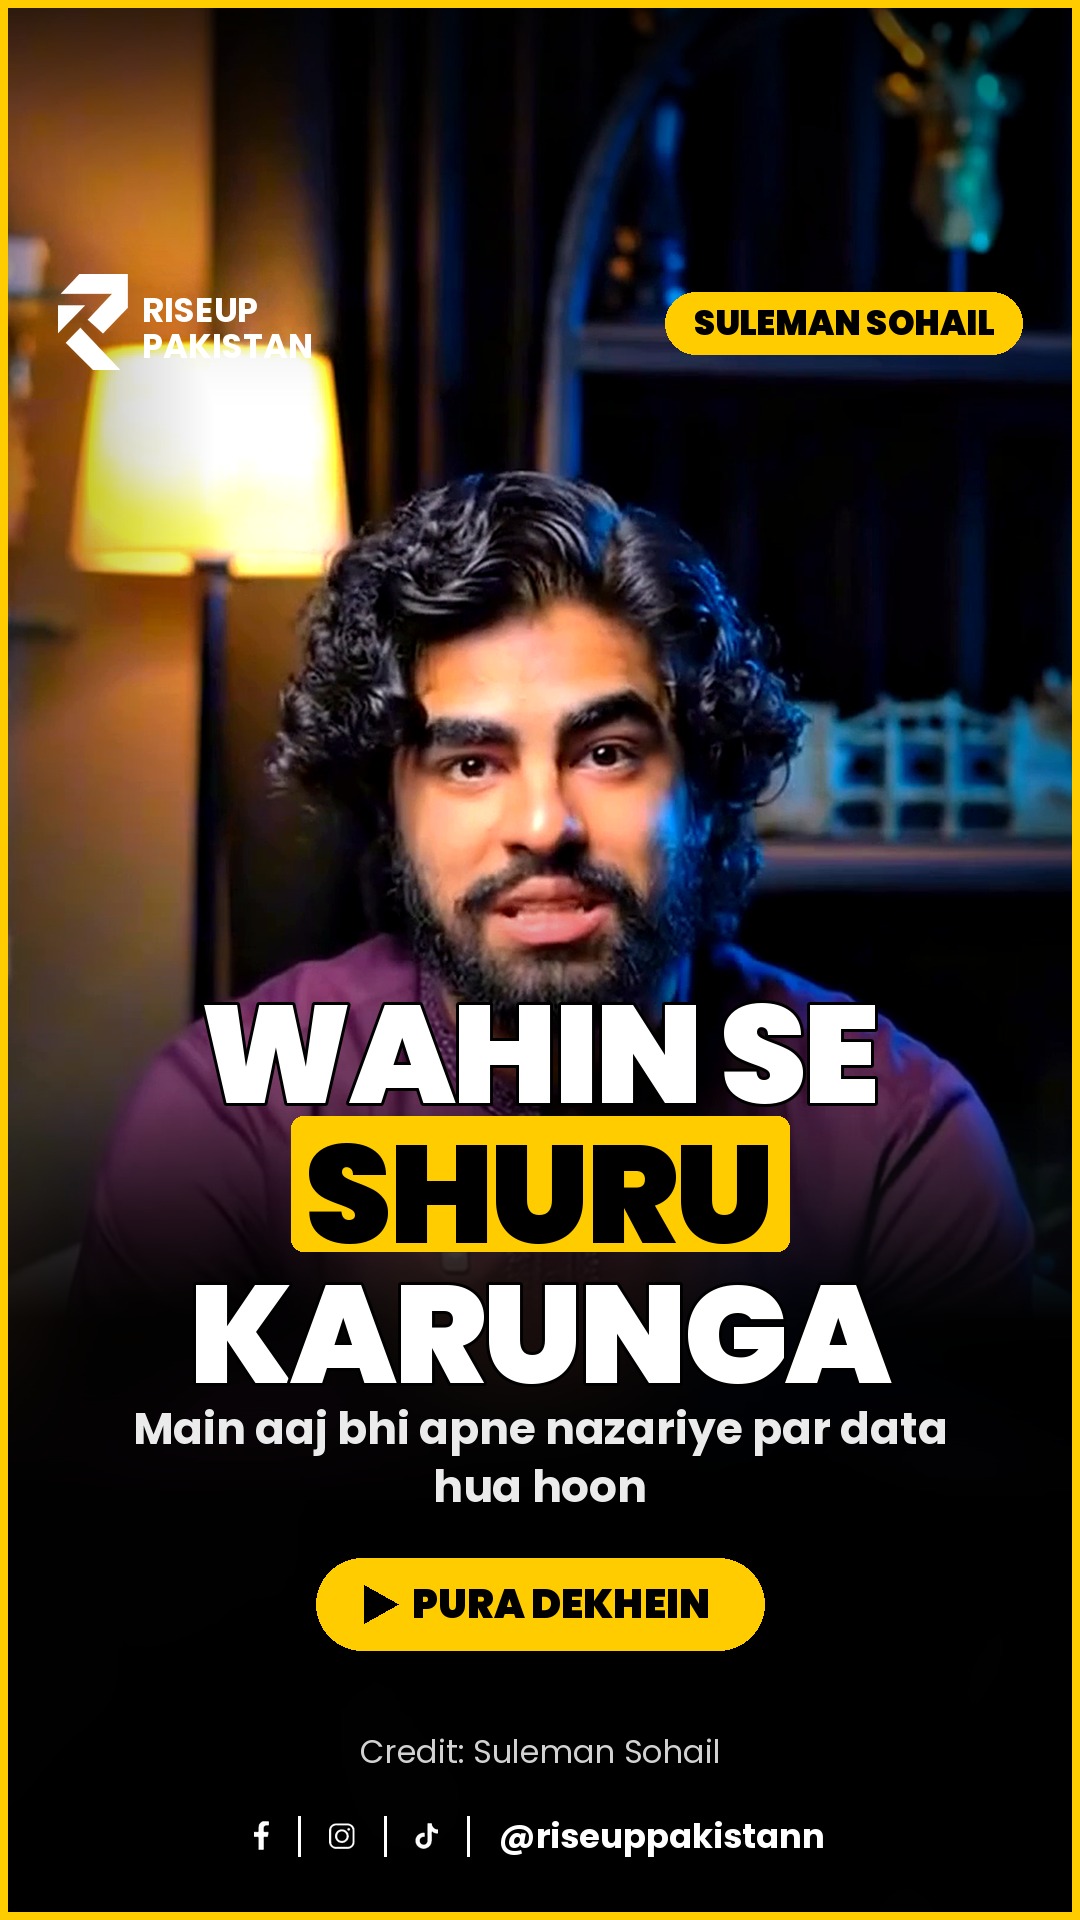 RISEUP
PAKISTAN
SULEMAN SOHAIL
WAHIN SE
SHURU
KARUNGA
Main aaj bhi apne nazariye par data
hua hoon
PURA DEKHEIN
Credit: Suleman Sohail
@riseuppakistann